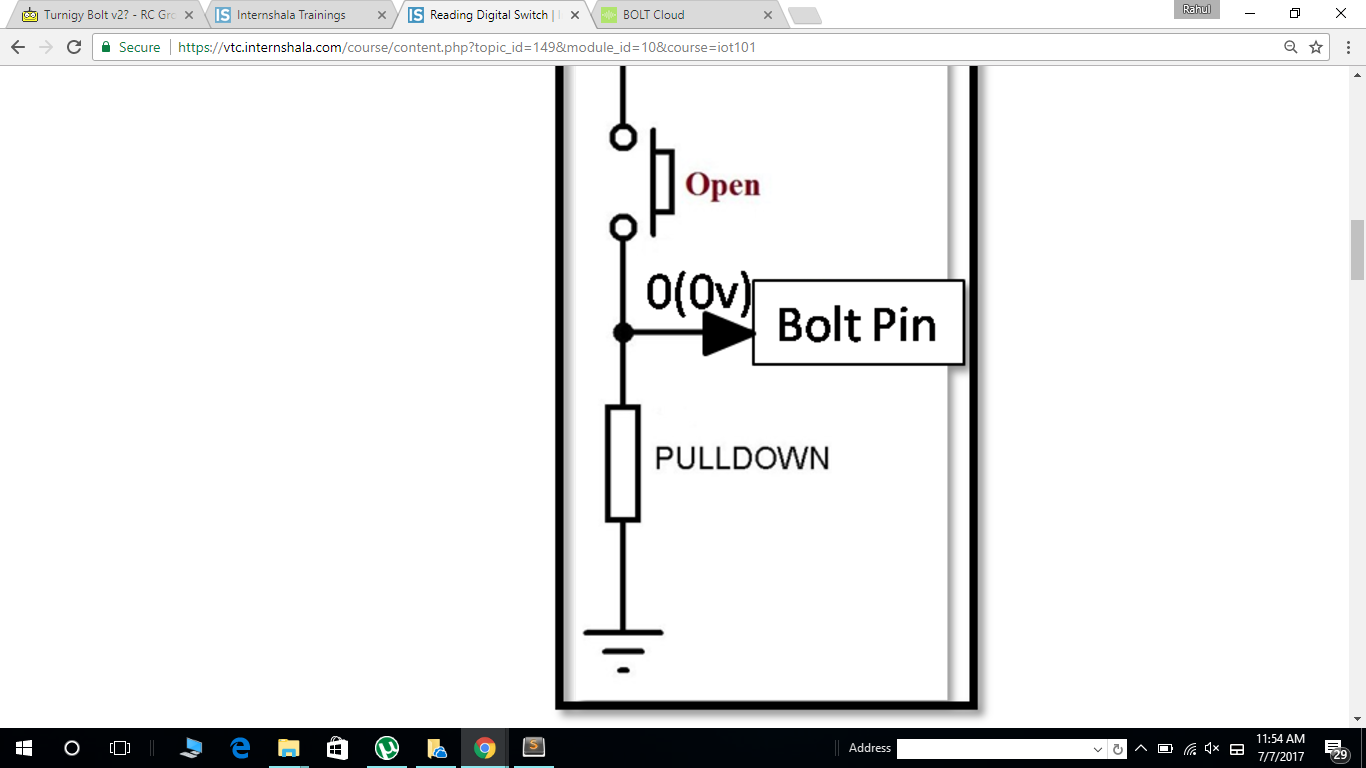 Turnigy Bolt v2? - RC Gro
Internshala Trainings
Reading Digital Switch |
BOLT Cloud
Rahul
Secure
https://vtc.internshala.com/course/content.php?topic_id=149&module_id=10&course=iot101
Open
0(0v)
Bolt Pin
PULLDOWN
Address
11:54 AM
7/7/2017
29